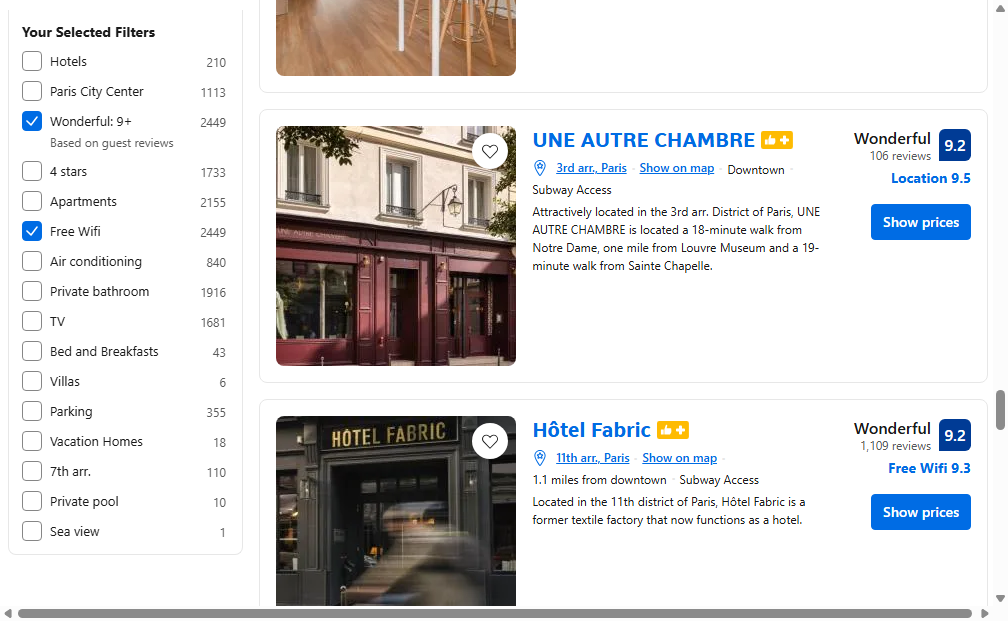 Your Selected Filters
Hotels 210
Paris City Center 1113
Wonderful: 9+ 2449
Based on guest reviews
4 stars 1733
Apartments 2155
Free Wifi 2449
Air conditioning 840
Private bathroom 1916
TV 1681
Bed and Breakfasts 43
Villas 6
Parking 355
Vacation Homes 18
7th arr. 110
Private pool 10
Sea view 1
UNE AUTRE CHAMBRE
UNE AUTRE CHAMBRE
3rd arr., Paris · Show on map · Downtown ·
Subway Access
Attractively located in the 3rd arr. District of Paris, UNE
AUTRE CHAMBRE is located a 18-minute walk from
Notre Dame, one mile from Louvre Museum and a 19-
minute walk from Sainte Chapelle.
Wonderful 9.2
106 reviews
Location 9.5
Show prices
HÔTEL FABRIC
Hôtel Fabric
11th arr., Paris · Show on map ·
1.1 miles from downtown · Subway Access
Located in the 11th district of Paris, Hôtel Fabric is a
former textile factory that now functions as a hotel.
Wonderful 9.2
1,109 reviews
Free Wifi 9.3
Show prices